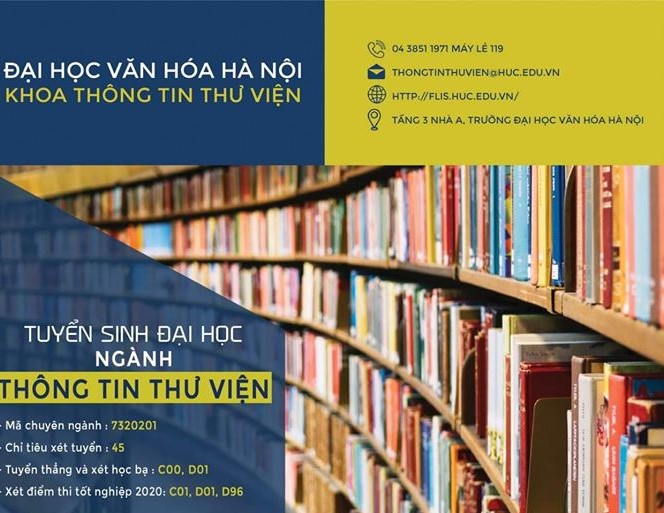 ĐẠI HỌC VĂN HÓA HÀ NỘI
KHOA THÔNG TIN THƯ VIỆN
04 3851 1971 MÁY LẺ 119
THONGTINTHUVIEN@HUC.EDU.VN
HTTP://FLIS.HUC.EDU.VN/
TẦNG 3 NHÀ A, TRƯỜNG ĐẠI HỌC VĂN HÓA HÀ NỘI
TUYỂN SINH ĐẠI HỌC
NGÀNH
THÔNG TIN THƯ VIỆN
- Mã chuyên ngành : 7320201
- Chỉ tiêu xét tuyển : 45
- Tuyển thẳng và xét học bạ : C00, D01
- Xét điểm thi tốt nghiệp 2020: C01, D01, D96